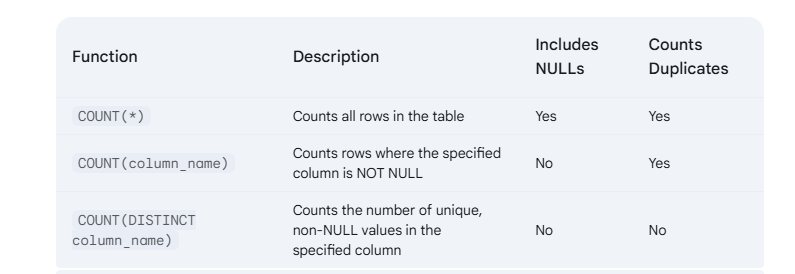 Function Description Includes NULLs Counts Duplicates
COUNT(*) Counts all rows in the table Yes Yes
COUNT(column_name) Counts rows where the specified column is NOT NULL No Yes
COUNT(DISTINCT column_name) Counts the number of unique, non-NULL values in the specified column No No